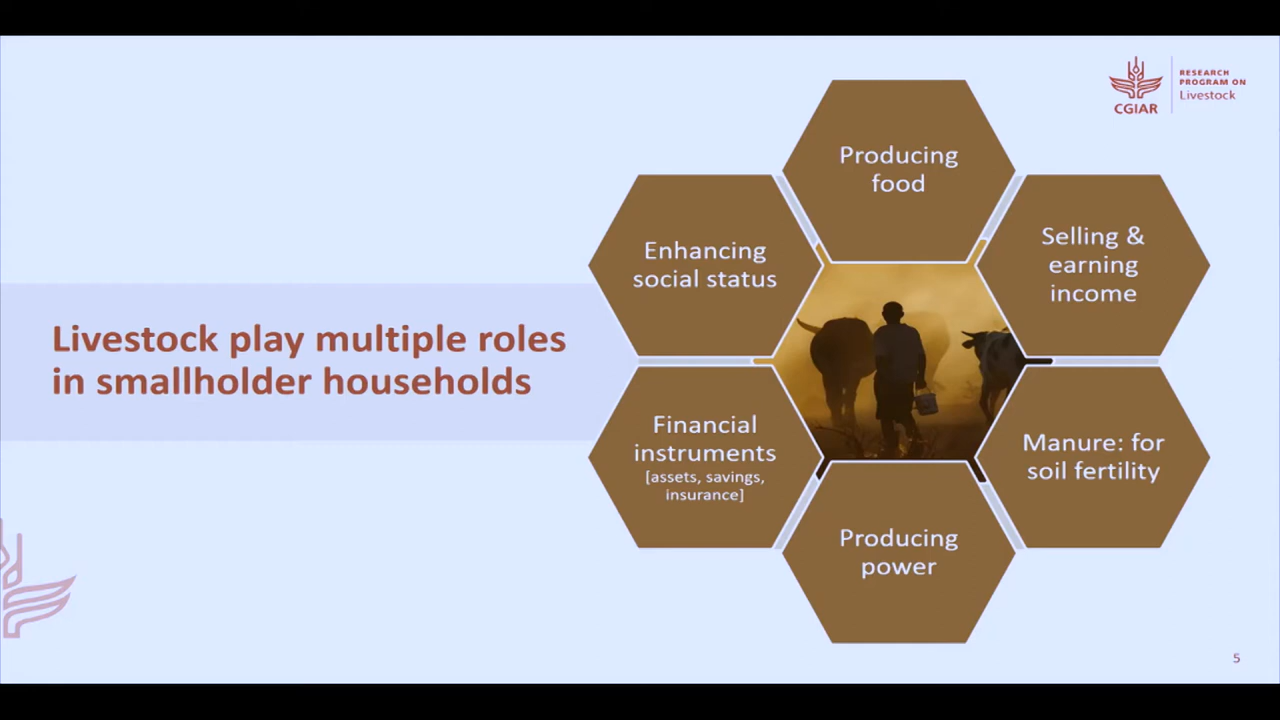 CGIAR
RESEARCH
PROGRAM ON
Livestock
Livestock play multiple roles
in smallholder households
Producing
food
Selling &
earning
income
Manure: for
soil fertility
Producing
power
Financial
instruments
[assets, savings,
insurance]
Enhancing
social status
5